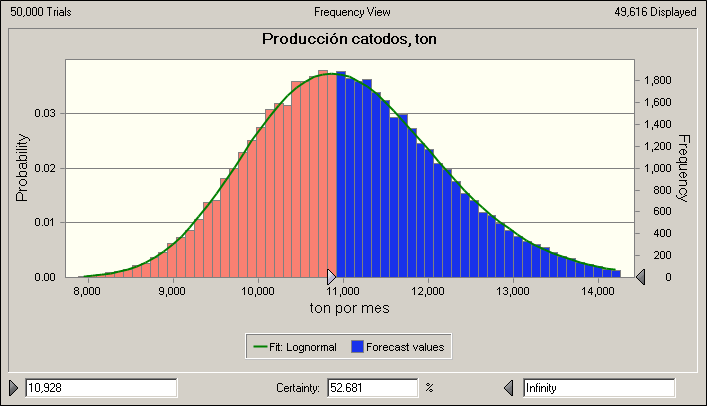 50,000 Trials
Frequency View
49,616 Displayed
Producción catodos, ton
Probability
0.03
0.02
0.01
0.00
1,800
1,600
1,400
1,200
1,000
800
600
400
200
0
Frequency
8,000
9,000
10,000
11,000
12,000
13,000
14,000
ton por mes
Fit: Lognormal
Forecast values
10,928
Certainty:
52.681
%
Infinity